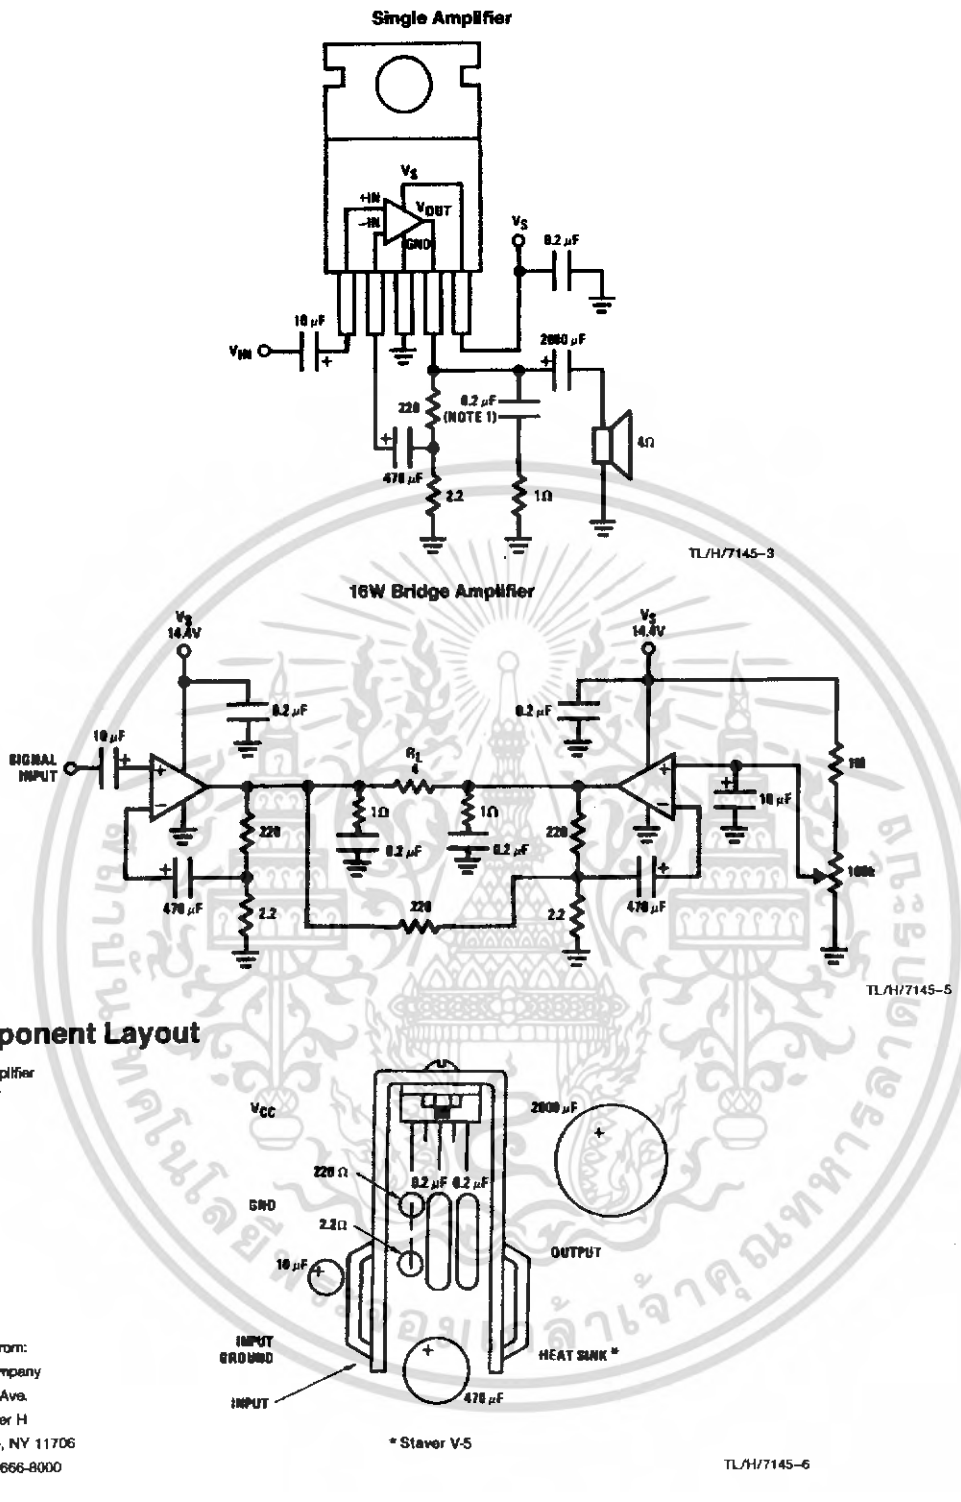 Single Amplifier
VS
+IN
-IN
VOUT
GND
VS
0.2 µF
10 µF
VIN
2000 µF
220
0.2 µF
(NOTE 1)
4Ω
470 µF
2.2
1Ω
TL/H/7145-3
16W Bridge Amplifier
VS
14.4V
VS
14.4V
0.2 µF
0.2 µF
10 µF
SIGNAL
INPUT
RL
4
1M
1Ω
1Ω
10 µF
220
0.2 µF
0.2 µF
220
100k
470 µF
2.2
220
2.2
470 µF
TL/H/7145-5
ponent Layout
plifier
VCC
2000 µF
220 Ω
0.2 µF 0.2 µF
GND
2.2Ω
OUTPUT
10 µF
rom:
INPUT
GROUND
HEAT SINK *
mpany
Ave.
INPUT
470 µF
er H
, NY 11706
* Staver V-5
666-8000
TL/H/7145-6